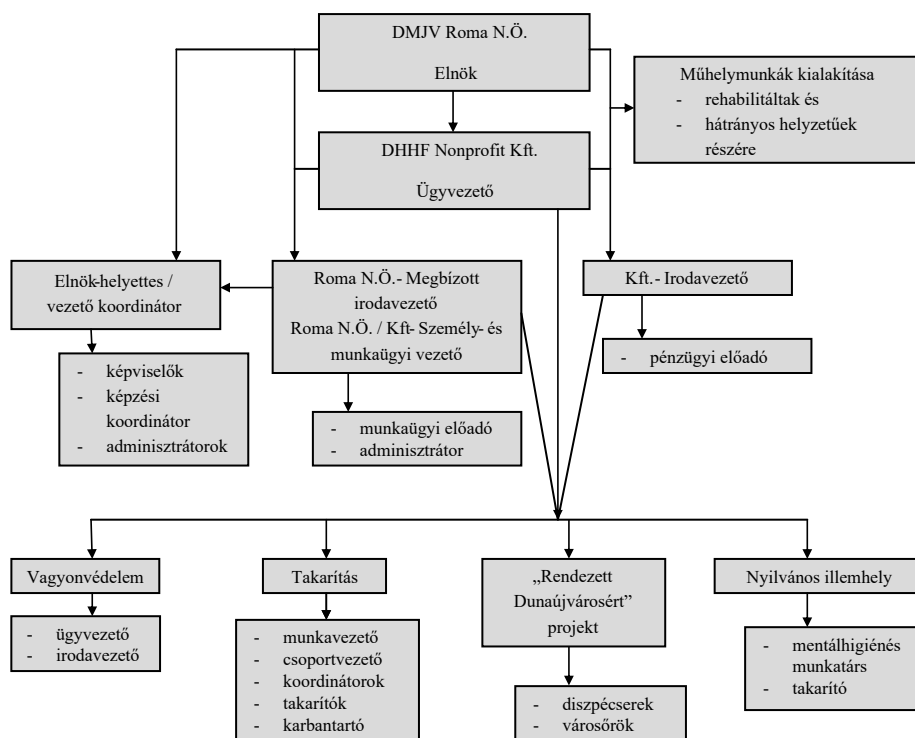 DMJV Roma N.Ö.
Elnök
Műhelymunkák kialakítása
- rehabilitáltak és
- hátrányos helyzetűek
részére
DHHF Nonprofit Kft.
Ügyvezető
Elnök-helyettes /
vezető koordinátor
Roma N.Ö.- Megbízott
irodavezető
Roma N.Ö. / Kft- Személy- és
munkaügyi vezető
Kft.- Irodavezető
- pénzügyi előadó
- képviselők
- képzési
koordinátor
- adminisztrátorok
- munkaügyi előadó
- adminisztrátor
Vagyonvédelem
Takarítás
„Rendezett
Dunaújvárosért”
projekt
Nyilvános illemhely
- ügyvezető
- irodavezető
- munkavezető
- csoportvezető
- koordinátorok
- takarítók
- karbantartó
- diszpécserek
- városőrök
- mentálhigiénés
munkatárs
- takarító